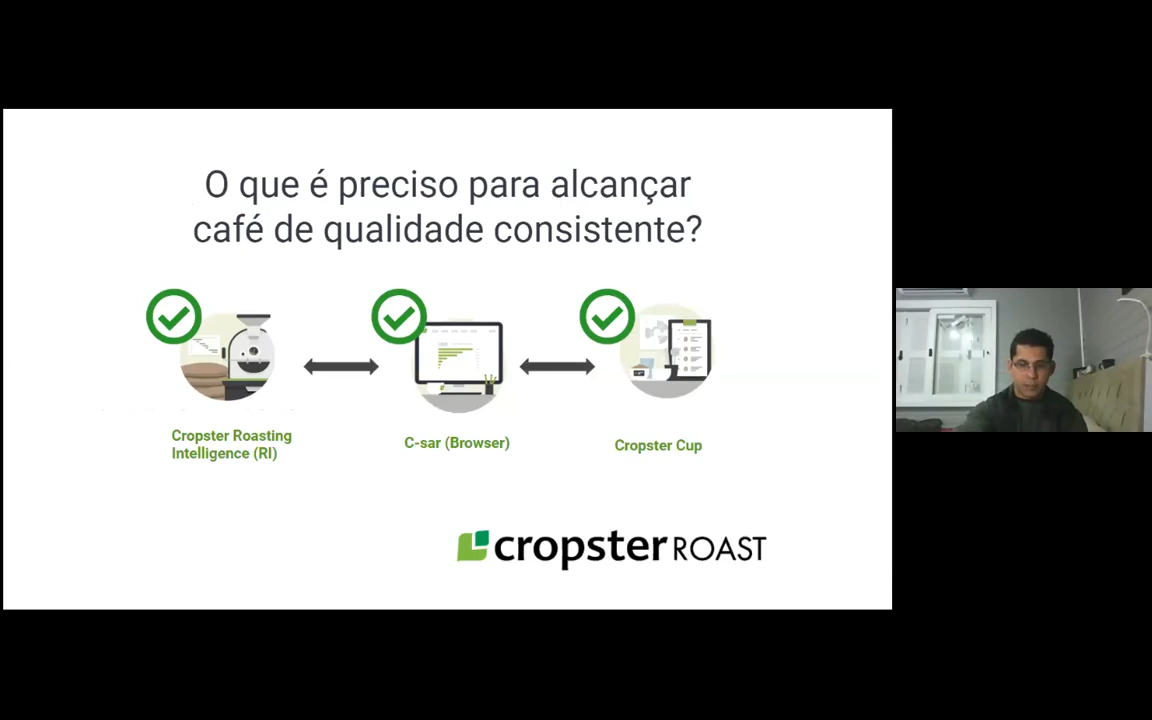 O que é preciso para alcançar
café de qualidade consistente?
Cropster Roasting
Intelligence (RI)
C-sar (Browser)
Cropster Cup
cropster ROAST